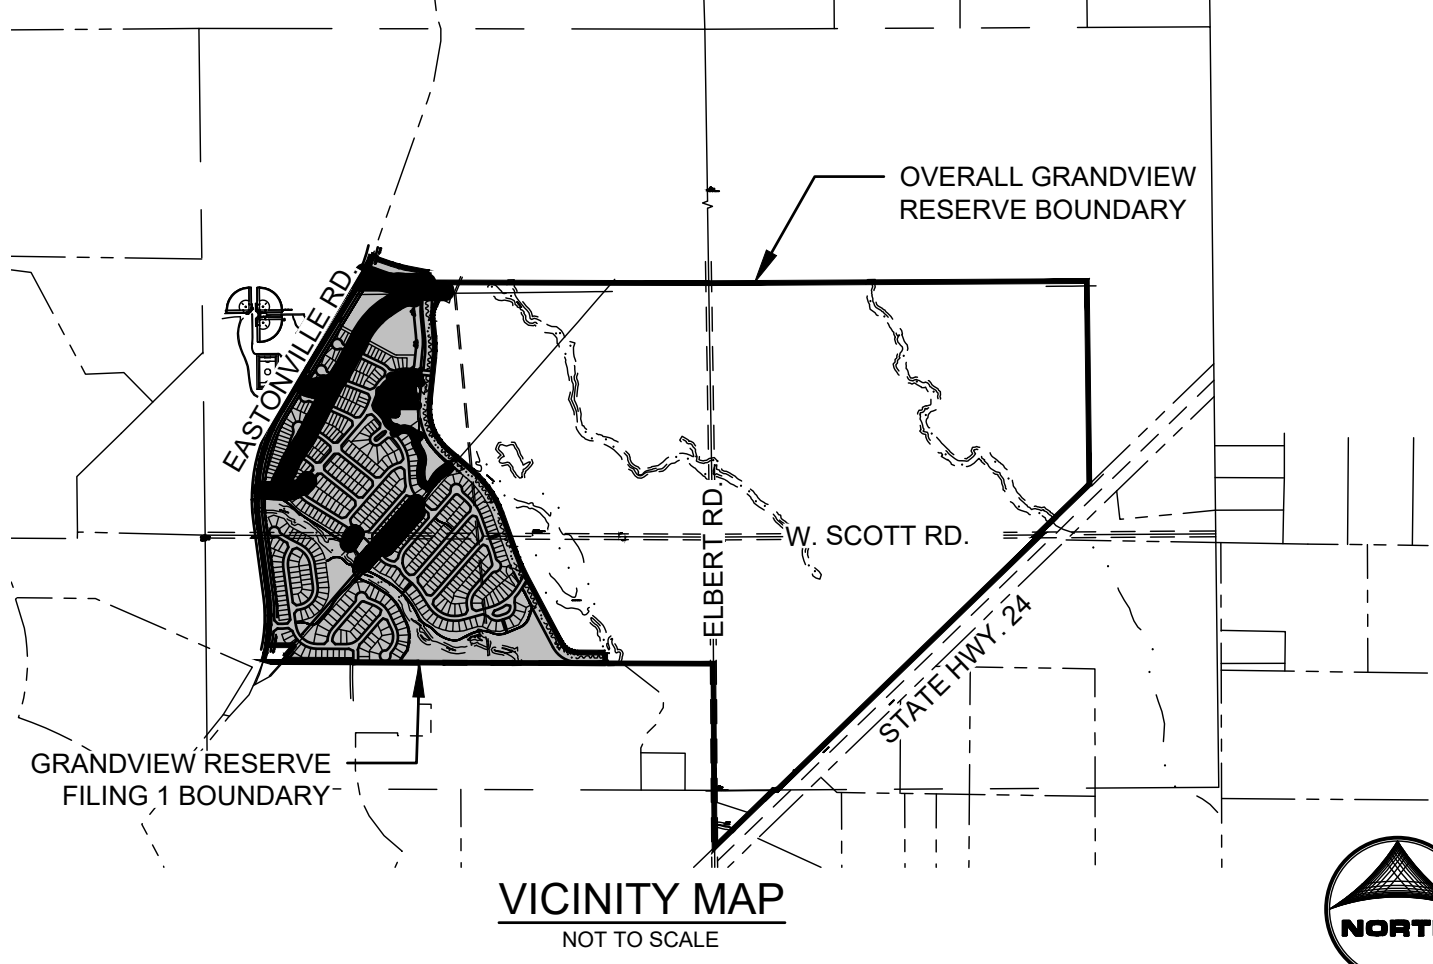 OVERALL GRANDVIEW
RESERVE BOUNDARY
EASTONVILLE RD.
ELBERT RD.
W. SCOTT RD.
STATE HWY. 24
GRANDVIEW RESERVE
FILING 1 BOUNDARY
VICINITY MAP
NOT TO SCALE